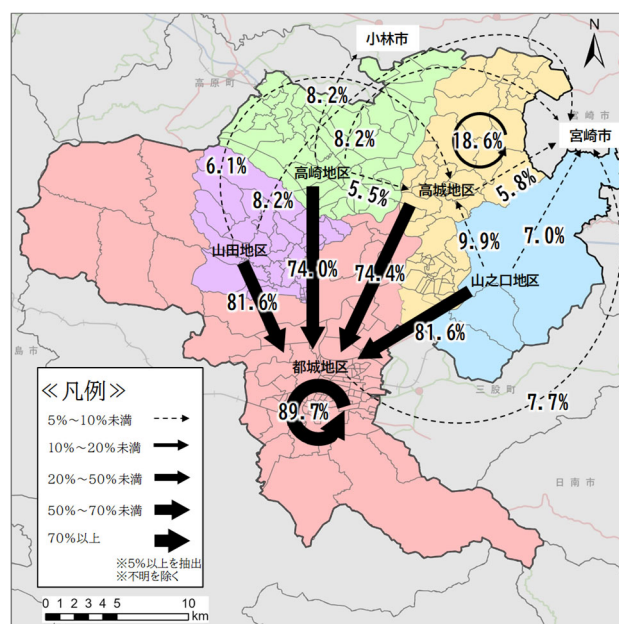 N
小林市
高原町
宮崎市
8.2%
宮崎市
18.6%
8.2%
6.1%
高崎地区
5.5%
高城地区
5.8%
8.2%
山田地区
9.9%
7.0%
74.0%
74.4%
山之口地区
81.6%
81.6%
島市
都城地区
三股町
89.7%
7.7%
≪凡例≫
5%～10%未満
10%～20%未満
20%～50%未満
50%～70%未満
70%以上
※5%以上を抽出
※不明を除く
日南市
0 1 2 3 4 5 10
km